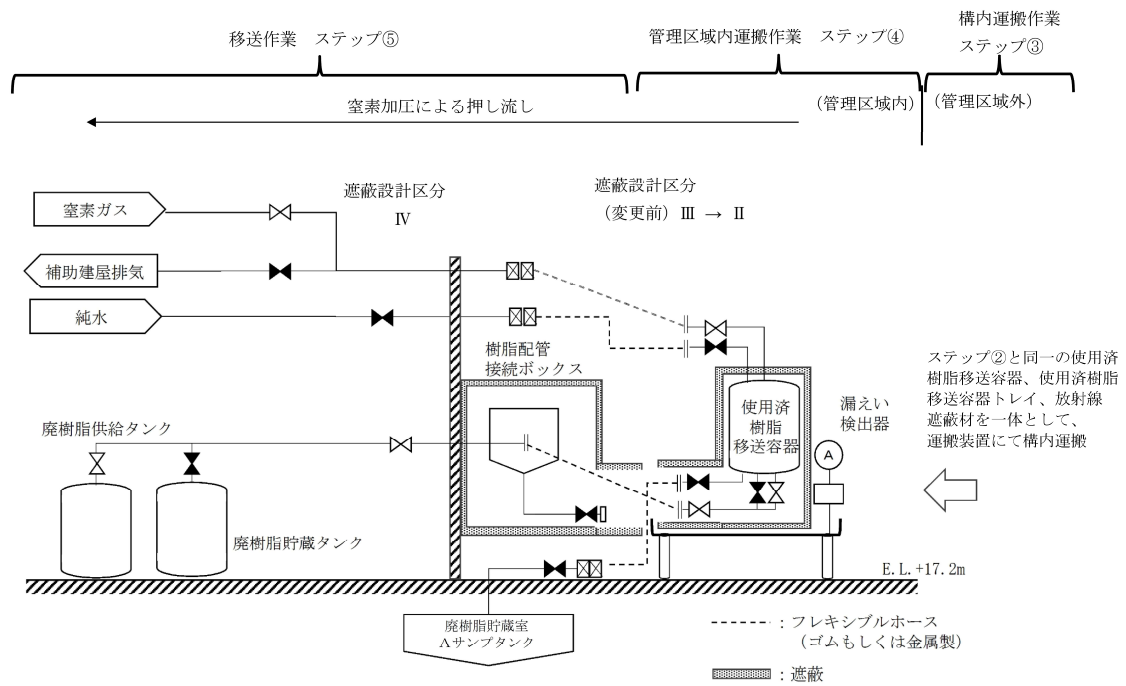 移送作業　ステップ⑤
管理区域内運搬作業　ステップ④
構内運搬作業
ステップ③
窒素加圧による押し流し
（管理区域内）
（管理区域外）
遮蔽設計区分
Ⅳ
遮蔽設計区分
（変更前）Ⅲ → Ⅱ
窒素ガス
補助建屋排気
純水
樹脂配管
接続ボックス
使用済
樹脂
移送容器
漏えい
検出器
A
ステップ②と同一の使用済
樹脂移送容器、使用済樹脂
移送容器トレイ、放射線
遮蔽材を一体として、
運搬装置にて構内運搬
廃樹脂供給タンク
廃樹脂貯蔵タンク
E.L.+17.2m
廃樹脂貯蔵室
Aサンプタンク
：フレキシブルホース
（ゴムもしくは金属製）
：遮蔽